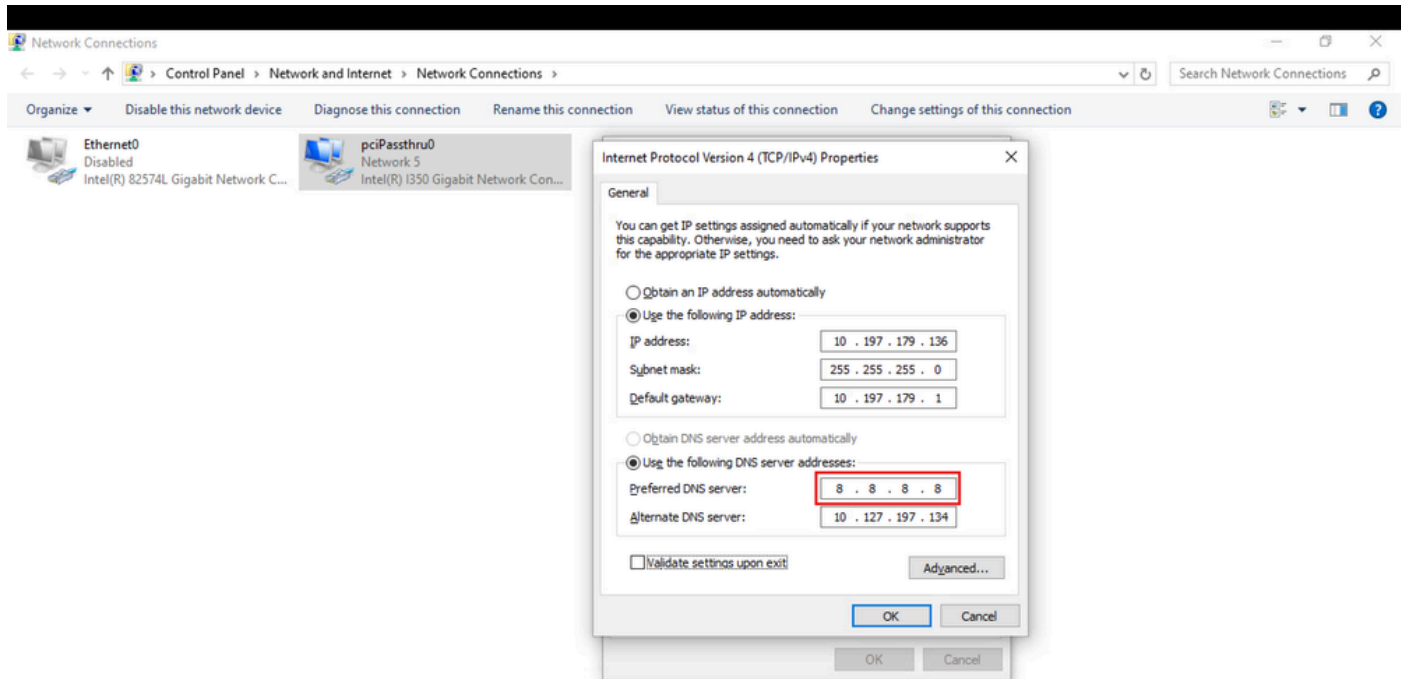 Network Connections
Control Panel > Network and Internet > Network Connections >
Search Network Connections
Organize
Disable this network device
Diagnose this connection
Rename this connection
View status of this connection
Change settings of this connection
Ethernet0
Disabled
Intel(R) 82574L Gigabit Network C...
pciPassthru0
Network 5
Intel(R) I350 Gigabit Network Con...
Internet Protocol Version 4 (TCP/IPv4) Properties
General
You can get IP settings assigned automatically if your network supports
this capability. Otherwise, you need to ask your network administrator
for the appropriate IP settings.
Obtain an IP address automatically
Use the following IP address:
IP address: 10 . 197 . 179 . 136
Subnet mask: 255 . 255 . 255 . 0
Default gateway: 10 . 197 . 179 . 1
Obtain DNS server address automatically
Use the following DNS server addresses:
Preferred DNS server: 8 . 8 . 8 . 8
Alternate DNS server: 10 . 127 . 197 . 134
Validate settings upon exit
Advanced...
OK Cancel
OK Cancel